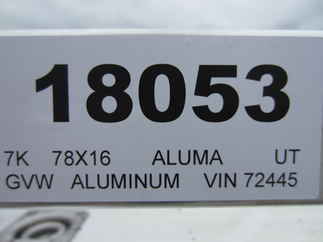 18053
7K 78X16 ALUMA UT
GVW ALUMINUM VIN 72445